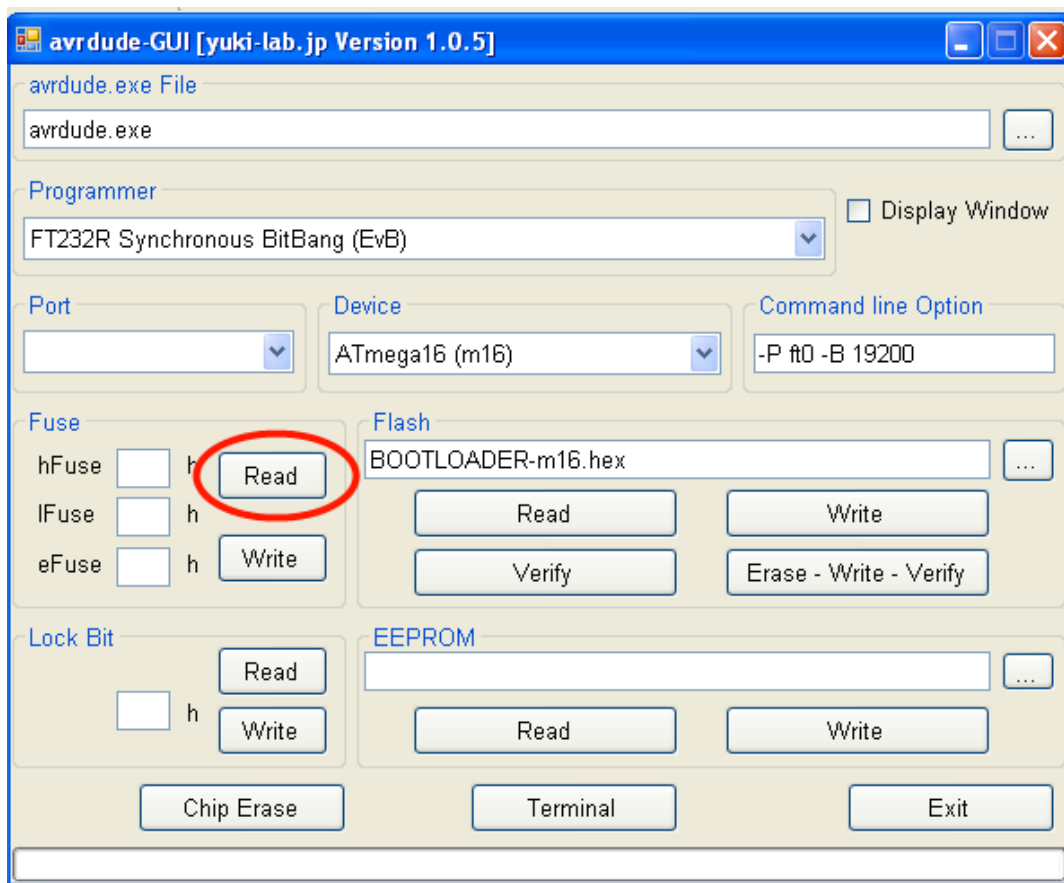 avrdude-GUI [yuki-lab.jp Version 1.0.5]
avrdude.exe File
avrdude.exe
...
Programmer
FT232R Synchronous BitBang (EvB)
Display Window
Port
Device
ATmega16 (m16)
Command line Option
-P ft0 -B 19200
Fuse
hFuse h
Read
lFuse h
eFuse h
Write
Flash
BOOTLOADER-m16.hex
...
Read Write
Verify Erase - Write - Verify
Lock Bit
Read
h
Write
EEPROM
...
Read Write
Chip Erase Terminal Exit